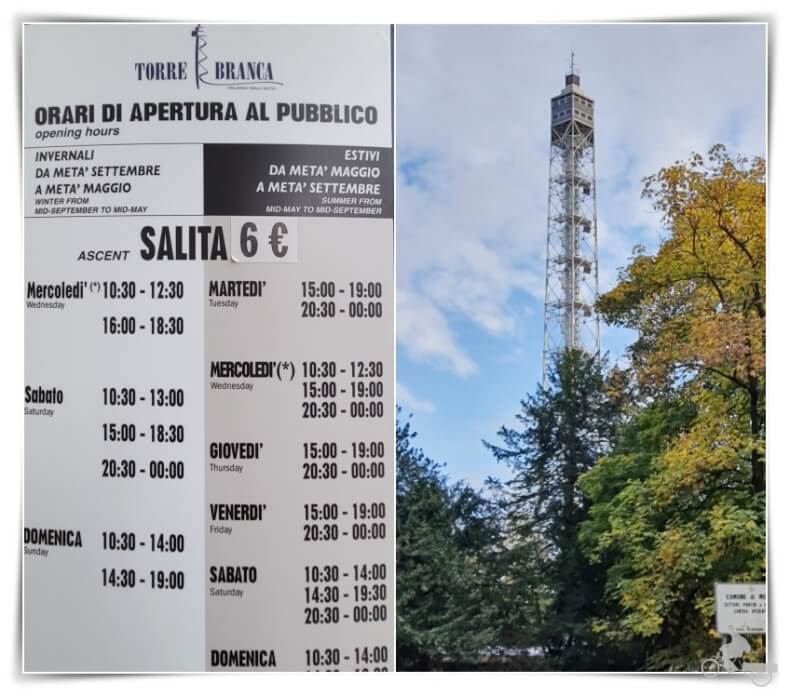 TORRE BRANCA
ORARI DI APERTURA AL PUBBLICO
opening hours
INVERNALI
DA META' SETTEMBRE
A META' MAGGIO
WINTER FROM
MID-SEPTEMBER TO MID-MAY
ESTIVI
DA META' MAGGIO
A META' SETTEMBRE
SUMMER FROM
MID-MAY TO MID-SEPTEMBER
ASCENT SALITA 6 €
Mercoledi' (*) 10:30 - 12:30
Wednesday
16:00 - 18:30
Sabato 10:30 - 13:00
Saturday
15:00 - 18:30
20:30 - 00:00
DOMENICA 10:30 - 14:00
Sunday
14:30 - 19:00
MARTEDI' 15:00 - 19:00
Tuesday
20:30 - 00:00
MERCOLEDI' (*) 10:30 - 12:30
Wednesday
15:00 - 19:00
20:30 - 00:00
GIOVEDI' 15:00 - 19:00
Thursday
20:30 - 00:00
VENERDI' 15:00 - 19:00
Friday
20:30 - 00:00
SABATO 10:30 - 14:00
Saturday
14:30 - 19:30
20:30 - 00:00
DOMENICA 10:30 - 14:00
COMUNE DI